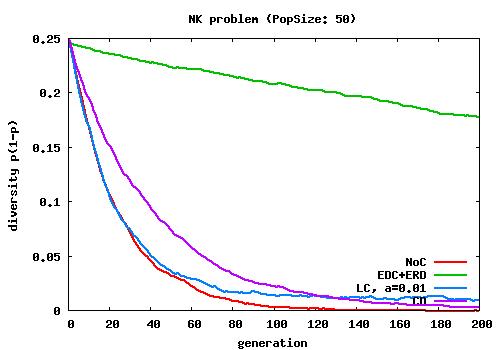 NK problem (PopSize: 50)
0.25
0.2
0.15
0.1
0.05
0
diversity p(1-p)
NoC
EDC+ERD
LC, a=0.01
0 20 40 60 80 100 120 140 160 180 200
generation